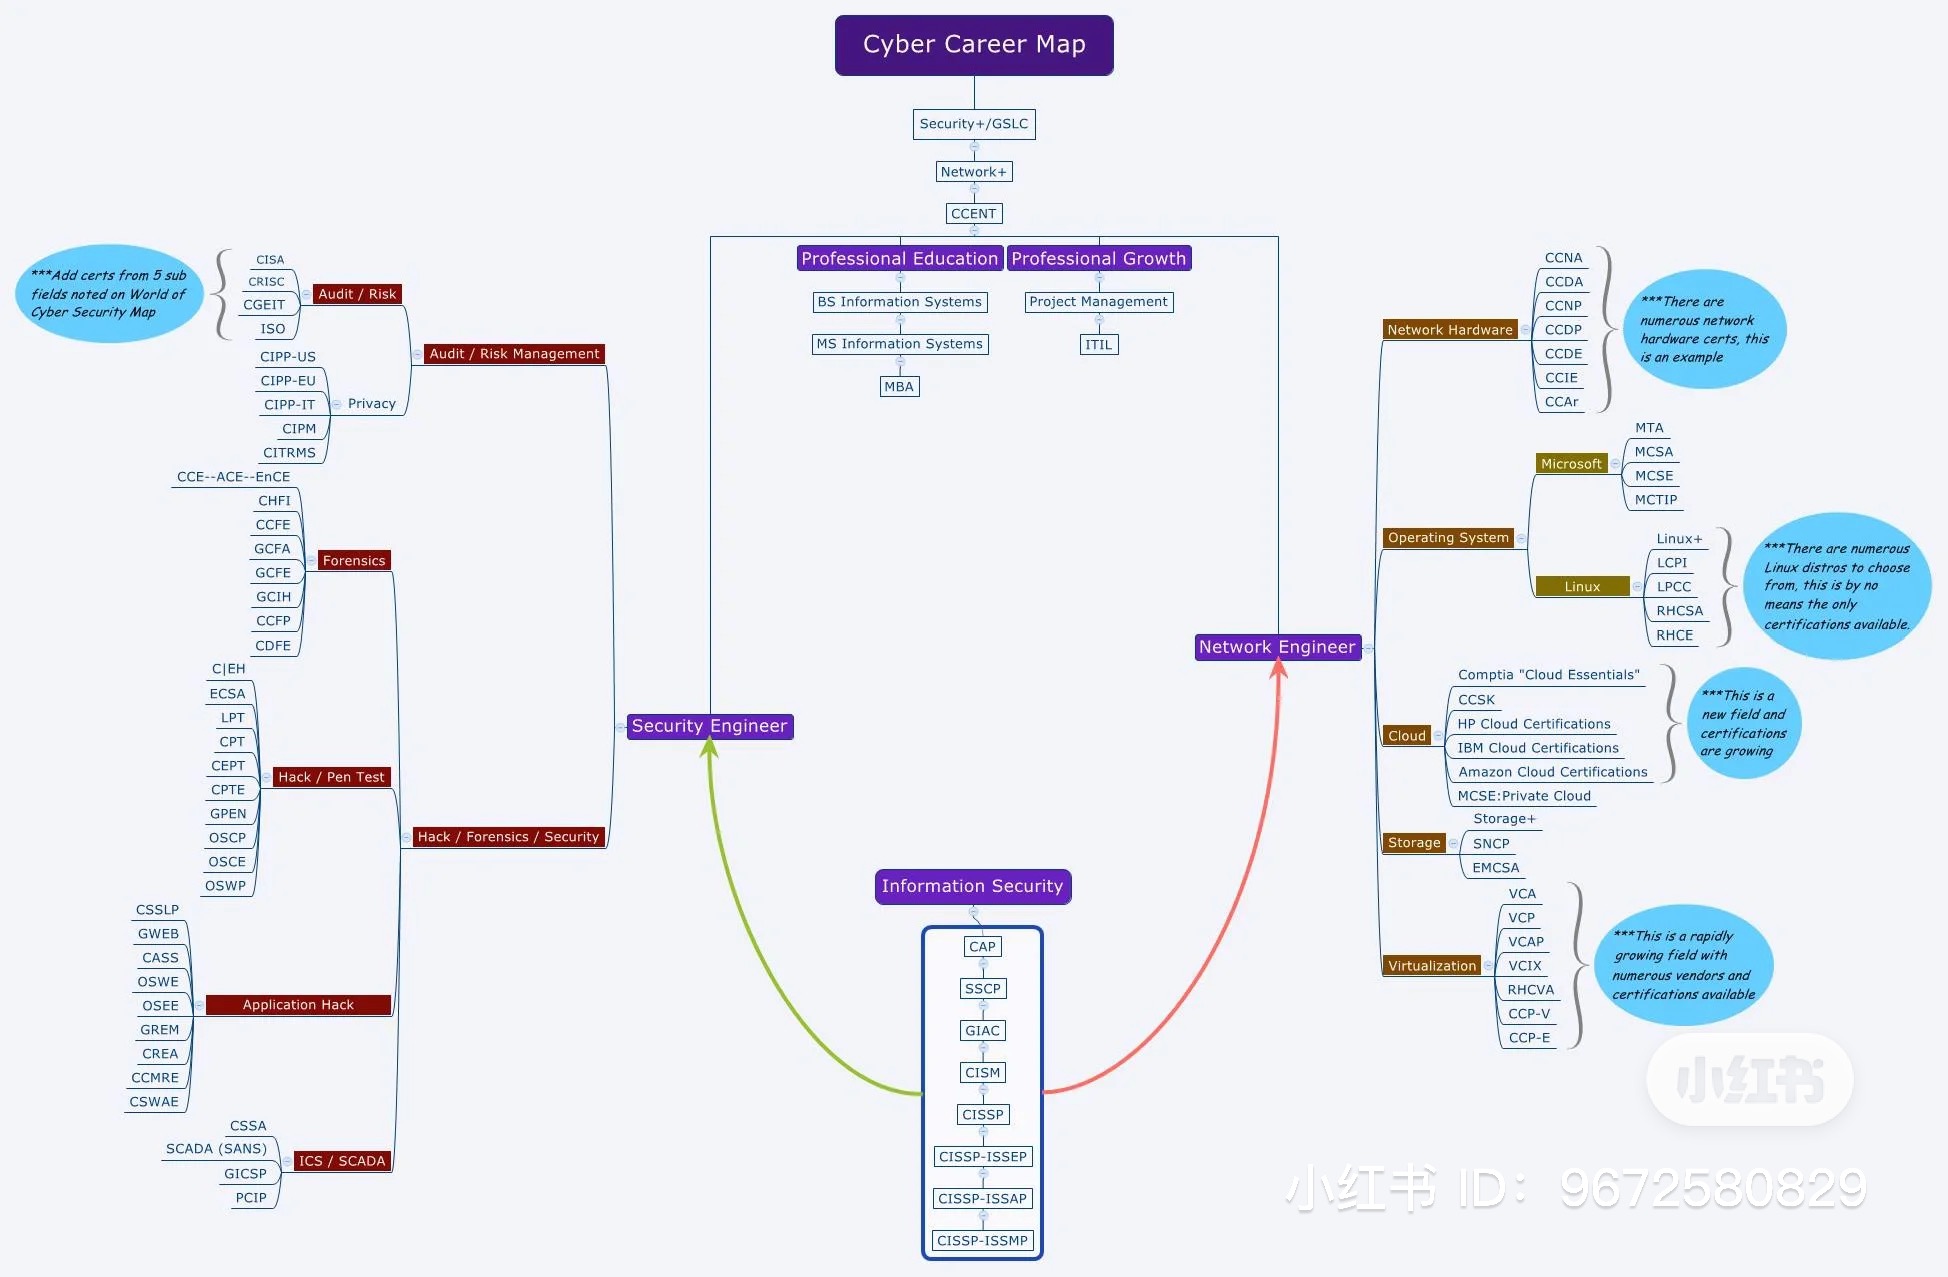 Cyber Career Map
Security+/GSLC
Network+
CCENT
Professional Education
BS Information Systems
MS Information Systems
MBA
Professional Growth
Project Management
ITIL
***Add certs from 5 sub
fields noted on World of
Cyber Security Map
CISA
CRISC
CGEIT
ISO
Audit / Risk
CIPP-US
CIPP-EU
CIPP-IT
CIPM
CITRMS
Privacy
Audit / Risk Management
CCE--ACE--EnCE
CHFI
CCFE
GCFA
GCFE
GCIH
CCFP
CDFE
Forensics
C|EH
ECSA
LPT
CPT
CEPT
CPTE
GPEN
OSCP
OSCE
OSWP
Hack / Pen Test
CSSLP
GWEB
CASS
OSWE
OSEE
GREM
CREA
CCMRE
CSWAE
Application Hack
CSSA
SCADA (SANS)
GICSP
PCIP
ICS / SCADA
Hack / Forensics / Security
Security Engineer
Information Security
CAP
SSCP
GIAC
CISM
CISSP
CISSP-ISSEP
CISSP-ISSAP
CISSP-ISSMP
Network Engineer
Network Hardware
CCNA
CCDA
CCNP
CCDP
CCDE
CCIE
CCAr
***There are
numerous network
hardware certs, this
is an example
Operating System
Microsoft
MTA
MCSA
MCSE
MCTIP
Linux
Linux+
LCPI
LPCC
RHCSA
RHCE
***There are numerous
Linux distros to choose
from, this is by no
means the only
certifications available.
Cloud
Comptia "Cloud Essentials"
CCSK
HP Cloud Certifications
IBM Cloud Certifications
Amazon Cloud Certifications
MCSE:Private Cloud
***This is a
new field and
certifications
are growing
Storage
Storage+
SNCP
EMCSA
Virtualization
VCA
VCP
VCAP
VCIX
RHCVA
CCP-V
CCP-E
***This is a rapidly
growing field with
numerous vendors and
certifications available
小红书
小红书 ID：9672580829